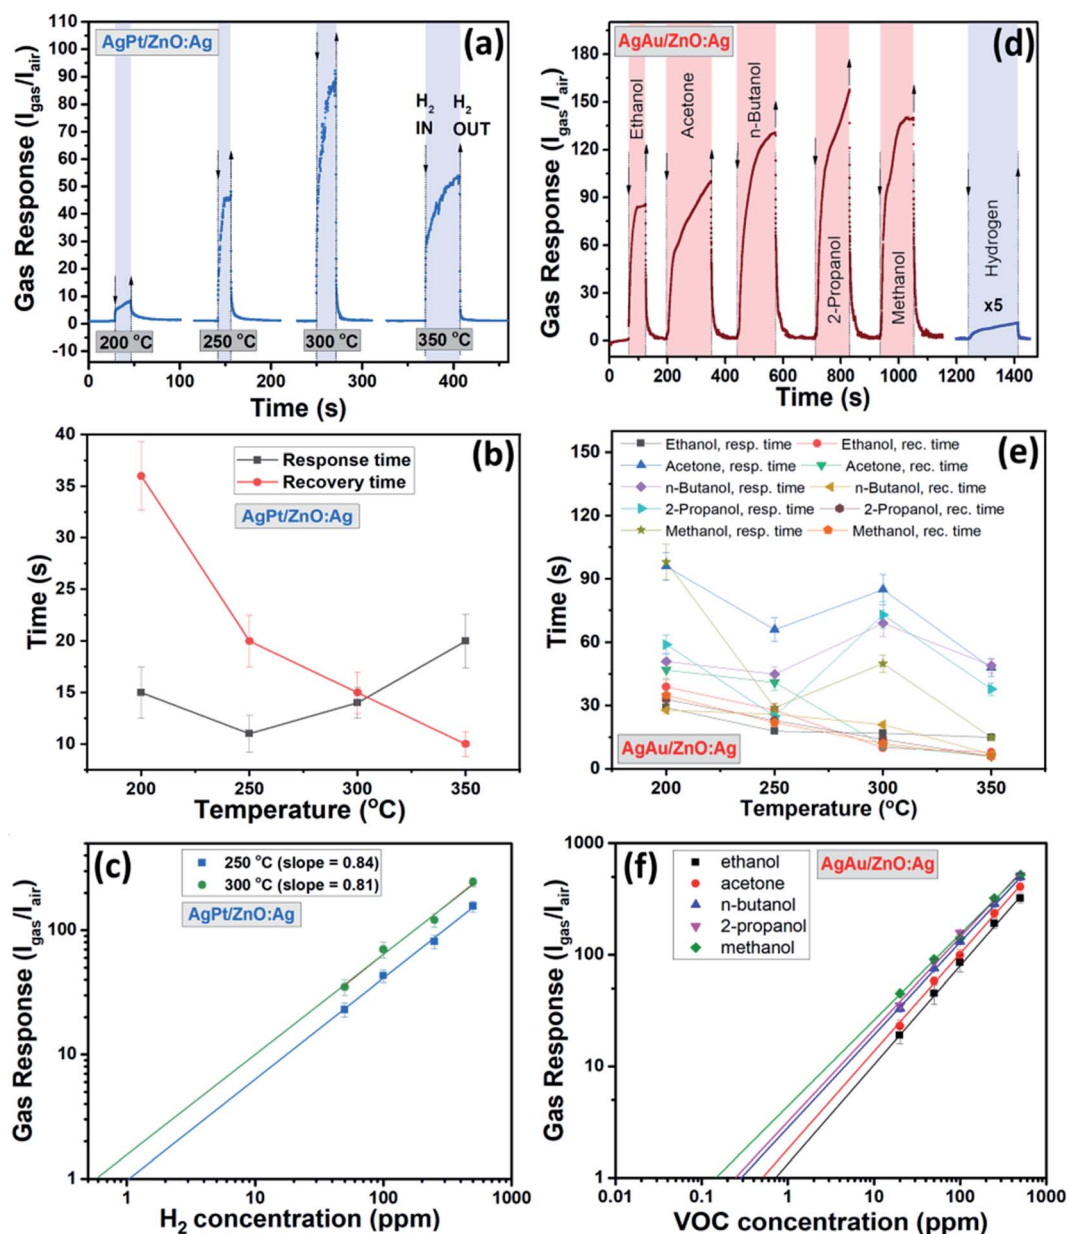 AgPt/ZnO:Ag
(a)
Gas Response (I_gas/I_air)
110
100
90
80
70
60
50
40
30
20
10
0
-10
H2 H2
IN OUT
200 °C
250 °C
300 °C
350 °C
0 100 200 300 400
Time (s)
AgAu/ZnO:Ag
(d)
Gas Response (I_gas/I_air)
180
150
120
90
60
30
0
Ethanol
Acetone
n-Butanol
2-Propanol
Methanol
Hydrogen
x5
0 200 400 600 800 1000 1200 1400
Time (s)
(b)
Response time
Recovery time
AgPt/ZnO:Ag
Time (s)
40
35
30
25
20
15
10
200 250 300 350
Temperature (°C)
(e)
Ethanol, resp. time Ethanol, rec. time
Acetone, resp. time Acetone, rec. time
n-Butanol, resp. time n-Butanol, rec. time
2-Propanol, resp. time 2-Propanol, rec. time
Methanol, resp. time Methanol, rec. time
Time (s)
150
120
90
60
30
0
AgAu/ZnO:Ag
200 250 300 350
Temperature (°C)
(c)
250 °C (slope = 0.84)
300 °C (slope = 0.81)
AgPt/ZnO:Ag
Gas Response (I_gas/I_air)
100
10
1
1 10 100 1000
H2 concentration (ppm)
(f)
ethanol
acetone
n-butanol
2-propanol
methanol
AgAu/ZnO:Ag
Gas Response (I_gas/I_air)
1000
100
10
1
0.01 0.1 1 10 100 1000
VOC concentration (ppm)